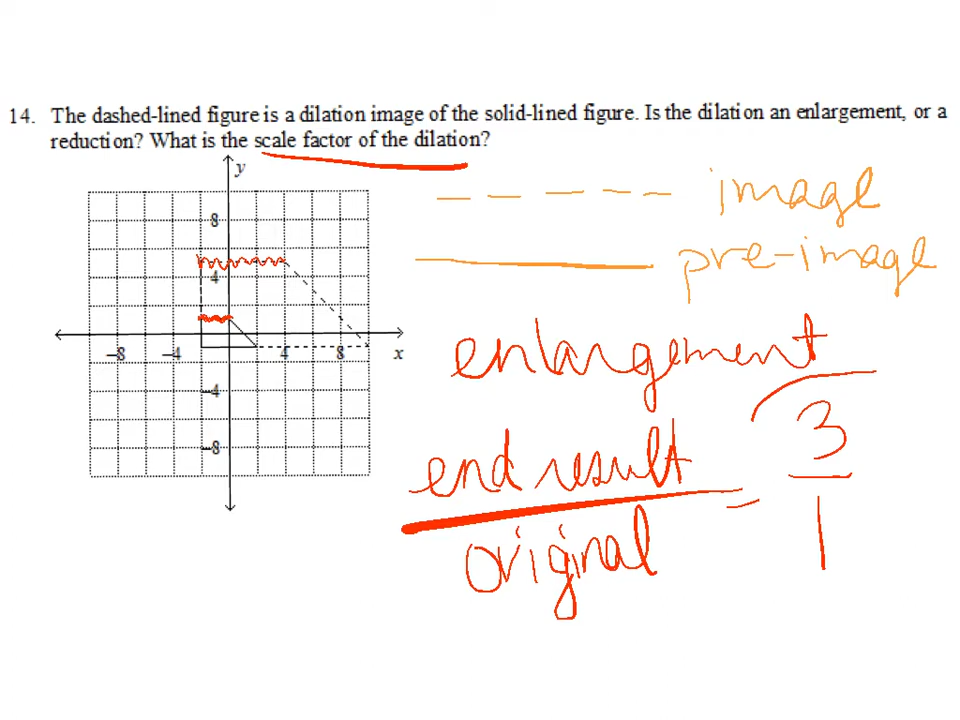 14. The dashed-lined figure is a dilation image of the solid-lined figure. Is the dilation an enlargement, or a
reduction? What is the scale factor of the dilation?
y
8
4
-8 -4 4 8 x
-4
-8
image
pre-image
enlargement
end result
original
= 3
1